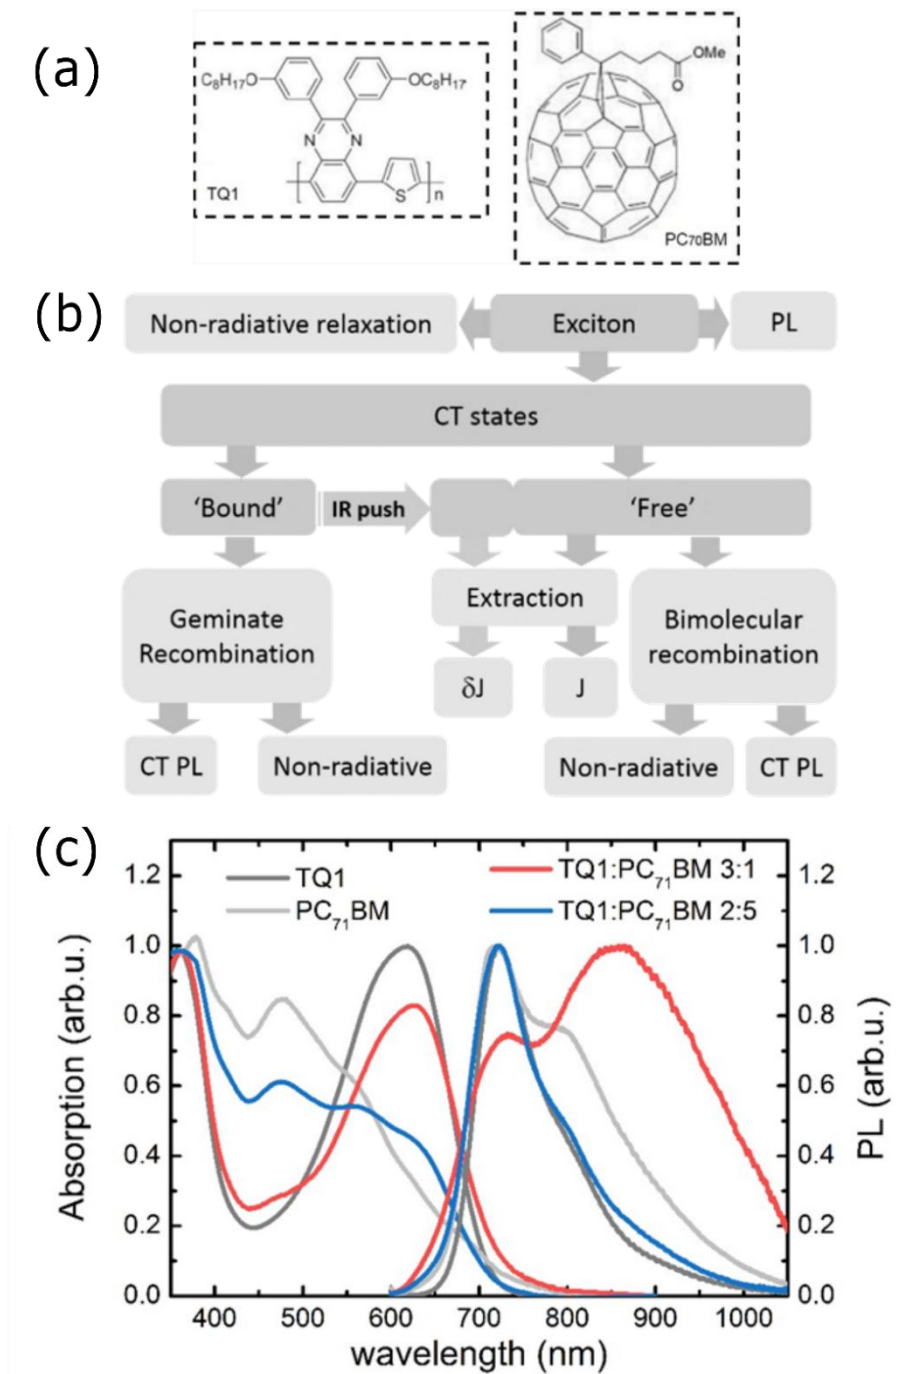 (a)
C8H17O
OC8H17
N
N
S
n
TQ1
OMe
O
PC70BM
(b)
Non-radiative relaxation
Exciton
PL
CT states
‘Bound’
IR push
‘Free’
Geminate
Recombination
Extraction
Bimolecular
recombination
δJ
J
CT PL
Non-radiative
Non-radiative
CT PL
(c)
TQ1
PC71BM
TQ1:PC71BM 3:1
TQ1:PC71BM 2:5
Absorption (arb.u.)
1.2
1.0
0.8
0.6
0.4
0.2
0.0
1.2
1.0
0.8
0.6
0.4
0.2
0.0
PL (arb.u.)
400 500 600 700 800 900 1000
wavelength (nm)